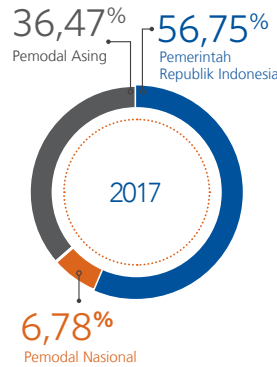 36,47%
Pemodal Asing
56,75%
Pemerintah
Republik Indonesia
2017
6,78%
Pemodal Nasional